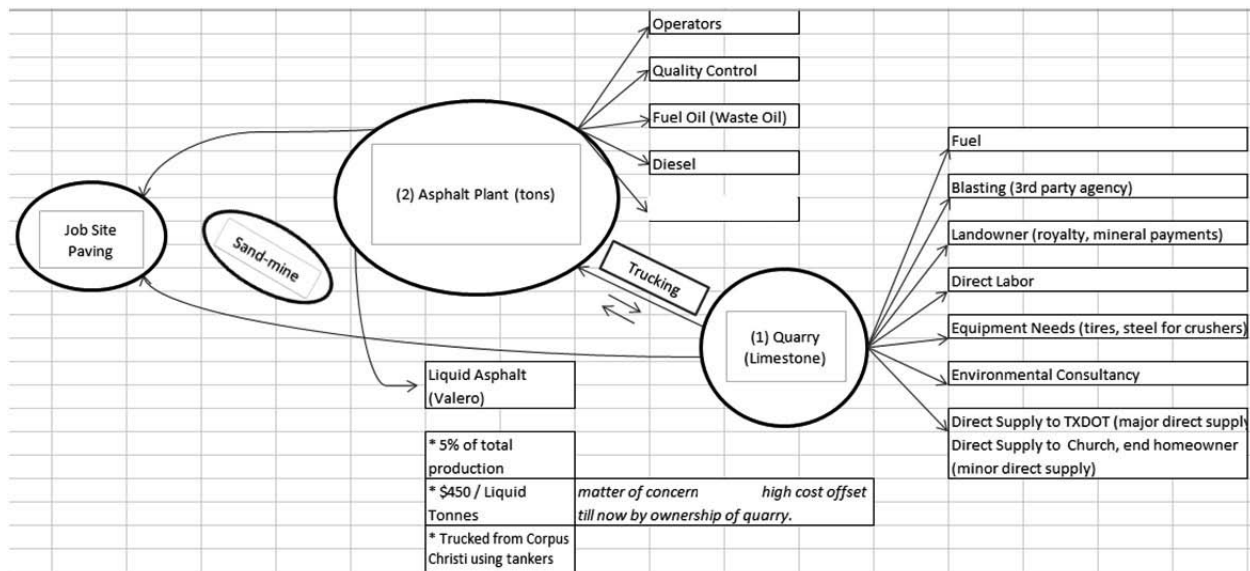 Operators
Quality Control
Fuel Oil (Waste Oil)
Diesel
(2) Asphalt Plant (tons)
Job Site
Paving
Sand-mine
Trucking
(1) Quarry
(Limestone)
Fuel
Blasting (3rd party agency)
Landowner (royalty, mineral payments)
Direct Labor
Equipment Needs (tires, steel for crushers)
Environmental Consultancy
Direct Supply to TXDOT (major direct supply
Direct Supply to Church, end homeowner
(minor direct supply)
Liquid Asphalt
(Valero)
* 5% of total
production
* $450 / Liquid
Tonnes
matter of concern high cost offset
till now by ownership of quarry.
* Trucked from Corpus
Christi using tankers